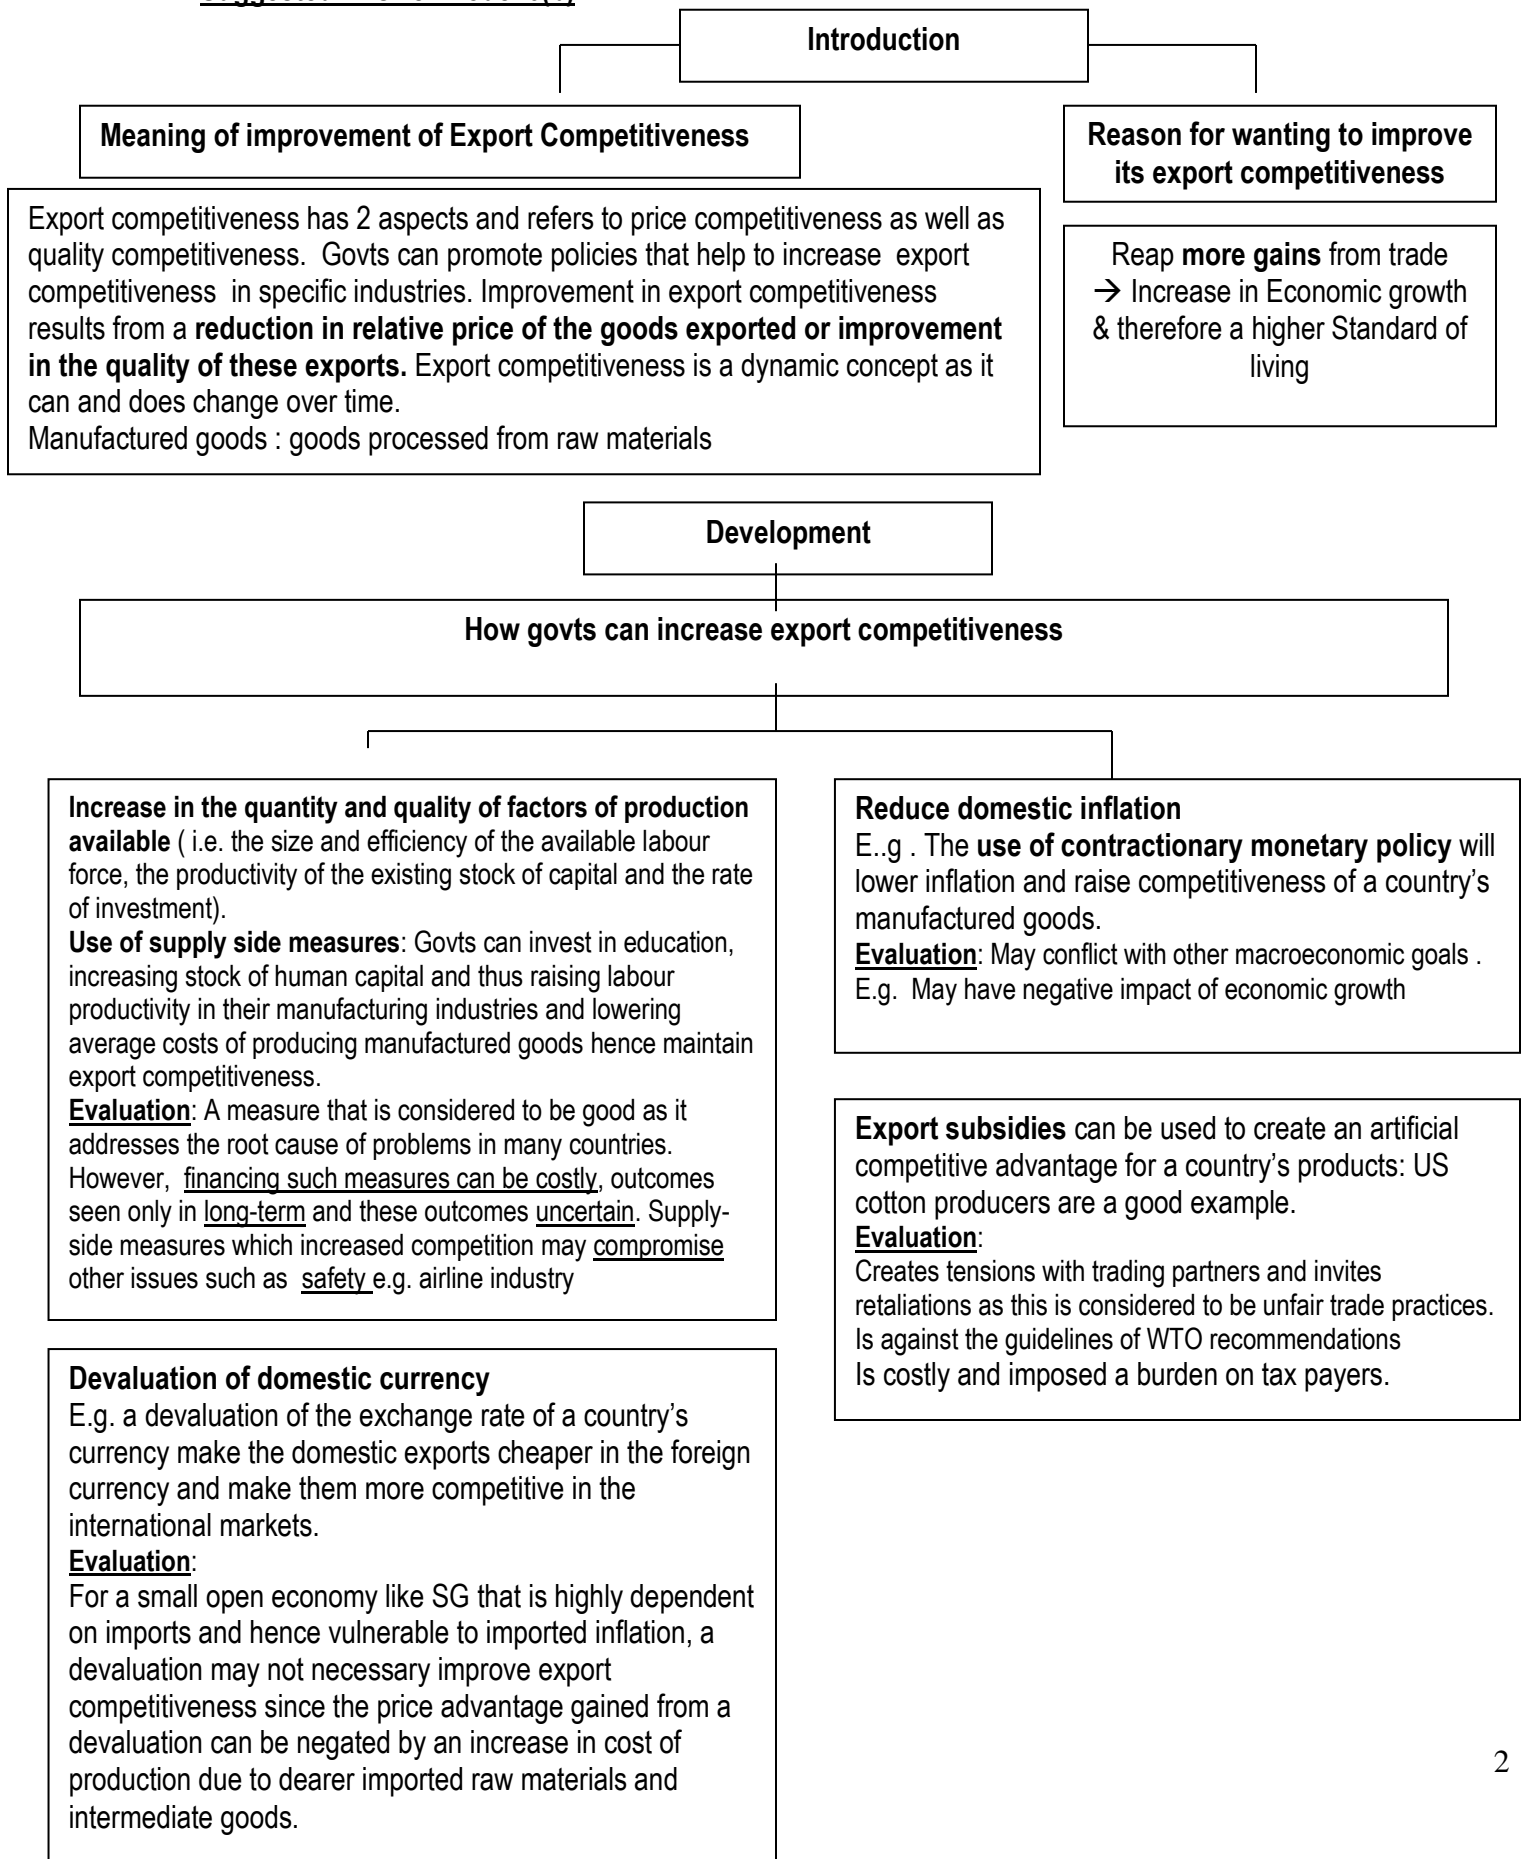 Introduction
Meaning of improvement of Export Competitiveness
Export competitiveness has 2 aspects and refers to price competitiveness as well as
quality competitiveness. Govts can promote policies that help to increase export
competitiveness in specific industries. Improvement in export competitiveness
results from a reduction in relative price of the goods exported or improvement
in the quality of these exports. Export competitiveness is a dynamic concept as it
can and does change over time.
Manufactured goods : goods processed from raw materials
Reason for wanting to improve
its export competitiveness
Reap more gains from trade
→ Increase in Economic growth
& therefore a higher Standard of
living
Development
How govts can increase export competitiveness
Increase in the quantity and quality of factors of production
available ( i.e. the size and efficiency of the available labour
force, the productivity of the existing stock of capital and the rate
of investment).
Use of supply side measures: Govts can invest in education,
increasing stock of human capital and thus raising labour
productivity in their manufacturing industries and lowering
average costs of producing manufactured goods hence maintain
export competitiveness.
Evaluation: A measure that is considered to be good as it
addresses the root cause of problems in many countries.
However, financing such measures can be costly, outcomes
seen only in long-term and these outcomes uncertain. Supply-
side measures which increased competition may compromise
other issues such as safety e.g. airline industry
Reduce domestic inflation
E..g . The use of contractionary monetary policy will
lower inflation and raise competitiveness of a country's
manufactured goods.
Evaluation: May conflict with other macroeconomic goals .
E.g. May have negative impact of economic growth
Export subsidies can be used to create an artificial
competitive advantage for a country's products: US
cotton producers are a good example.
Evaluation:
Creates tensions with trading partners and invites
retaliations as this is considered to be unfair trade practices.
Is against the guidelines of WTO recommendations
Is costly and imposed a burden on tax payers.
Devaluation of domestic currency
E.g. a devaluation of the exchange rate of a country's
currency make the domestic exports cheaper in the foreign
currency and make them more competitive in the
international markets.
Evaluation:
For a small open economy like SG that is highly dependent
on imports and hence vulnerable to imported inflation, a
devaluation may not necessary improve export
competitiveness since the price advantage gained from a
devaluation can be negated by an increase in cost of
production due to dearer imported raw materials and
intermediate goods.
2